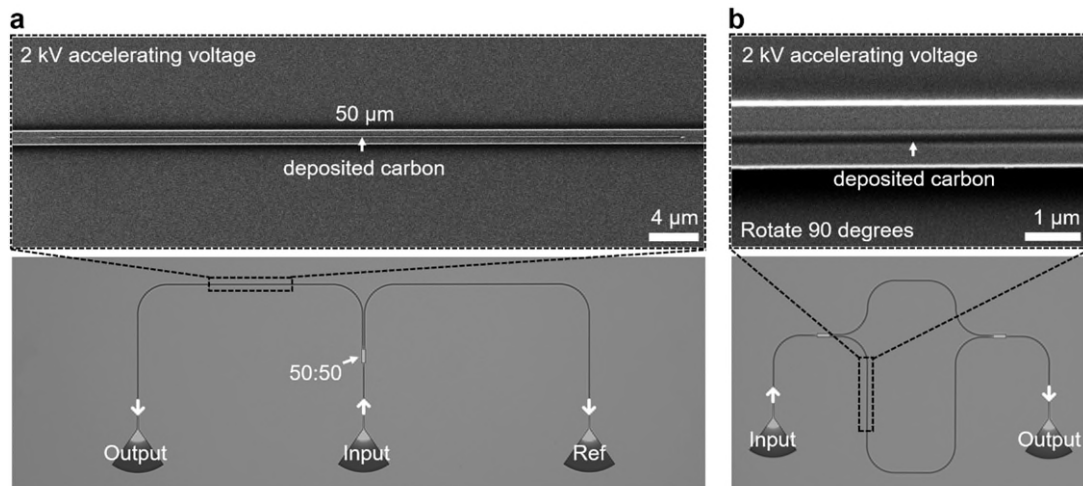 a
2 kV accelerating voltage
50 μm
deposited carbon
4 μm
50:50
Output
Input
Ref
b
2 kV accelerating voltage
deposited carbon
Rotate 90 degrees
1 μm
Input
Output